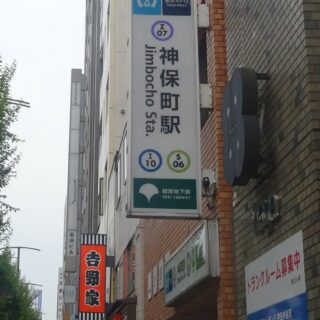 Z
07
神保町駅
Jimbocho Sta.
I
10
S
06
都営地下鉄
TOEI SUBWAY
吉野家
トランクルーム募集中